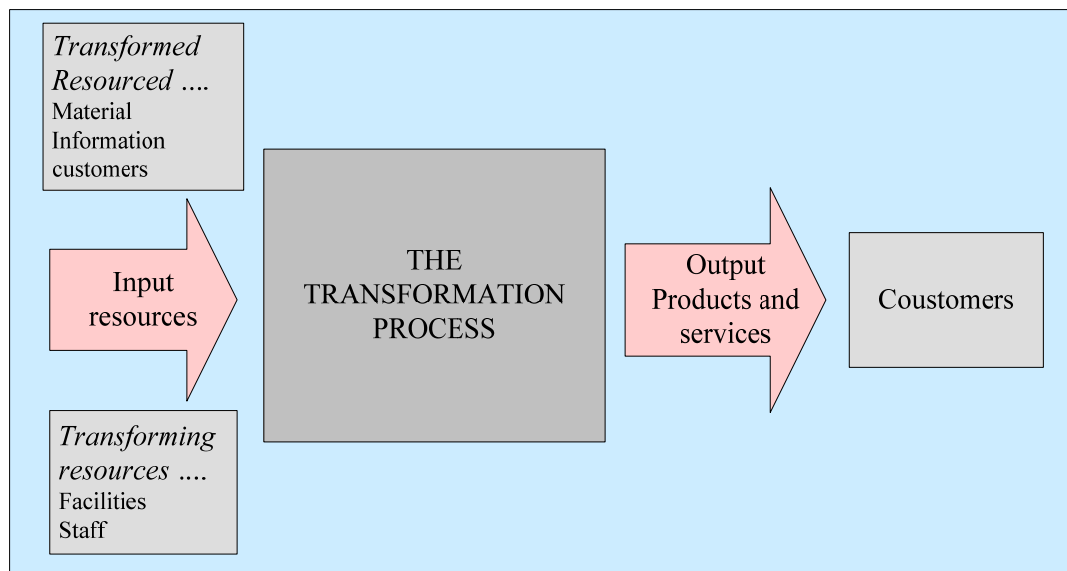 Transformed
Resourced ....
Material
Information
customers
Input
resources
Transforming
resources ....
Facilities
Staff
THE
TRANSFORMATION
PROCESS
Output
Products and
services
Coustomers